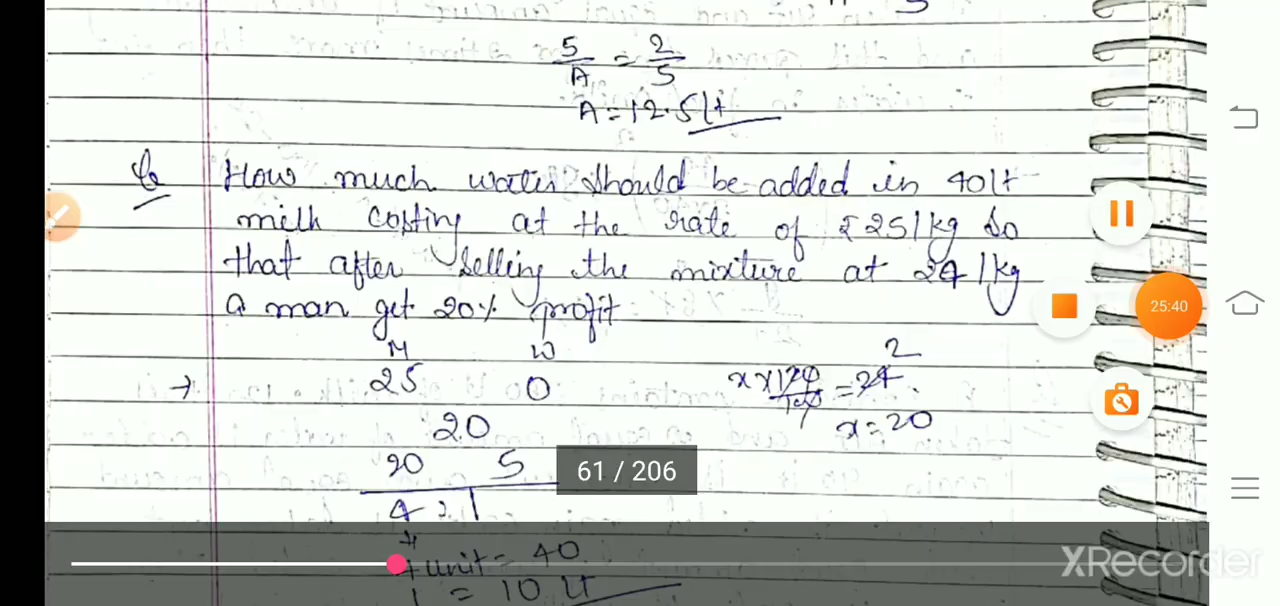 5/A = 2/5
A = 12.5 lt
Q How much water should be added in 40 lt
milk costing at the rate of ₹ 25/kg so
that after selling the mixture at 24/kg
a man get 20% profit
M W
→ 25 0
x × 120/100 = 24
2
20
x = 20
20 5
4 : 1
4 unit = 40
1 = 10 lt
25:40
61 / 206
XRecorder